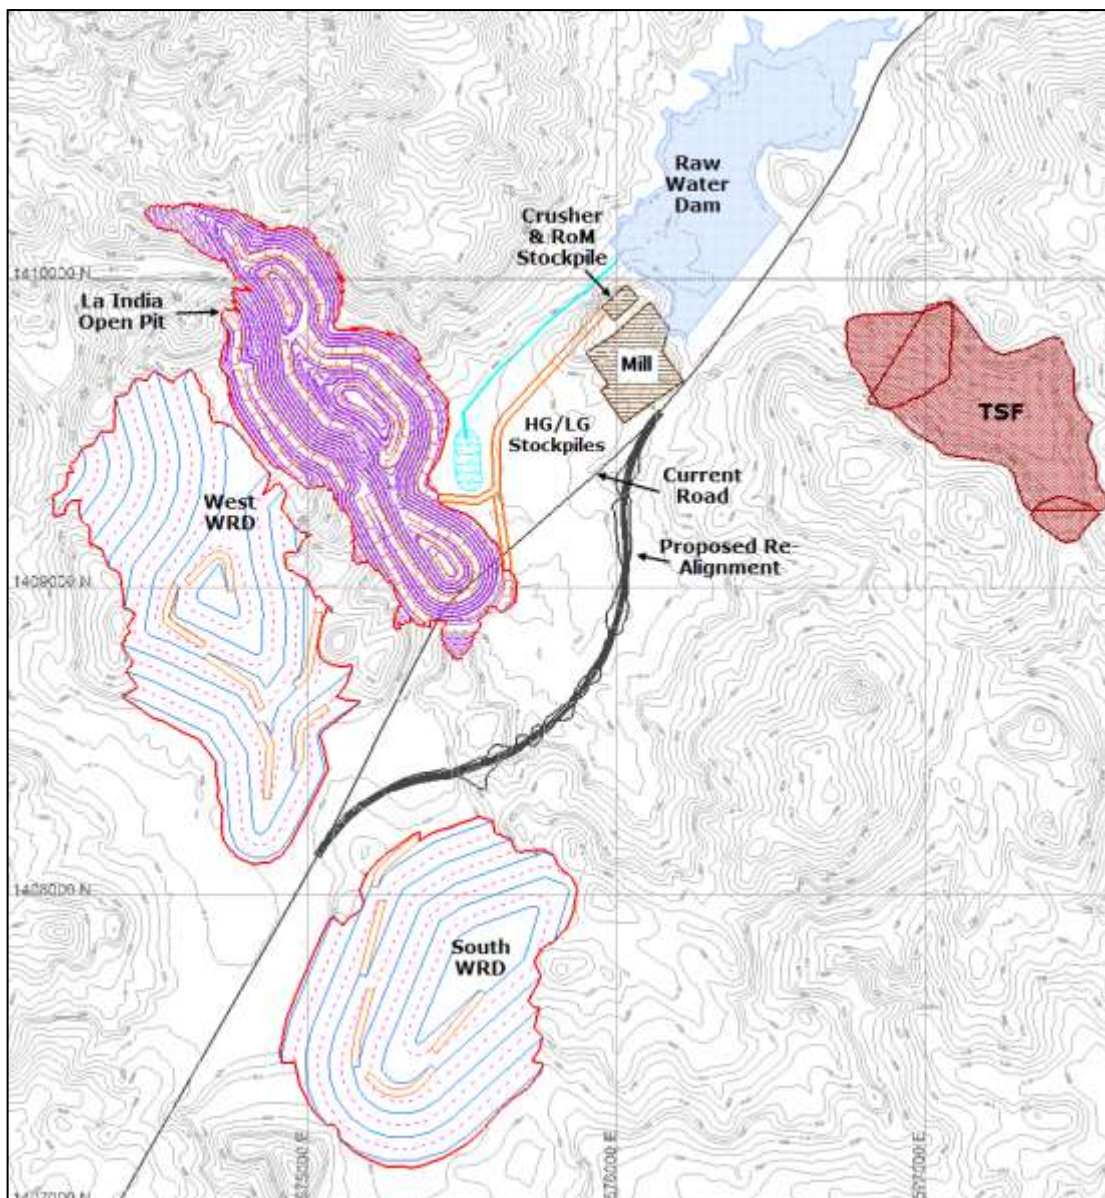 Raw
Water
Dam
Crusher
& RoM
Stockpile
1410000 N
La India
Open Pit
Mill
TSF
HG/LG
Stockpiles
Current
Road
West
WRD
Proposed Re-
Alignment
1409000 N
1408000 N
South
WRD